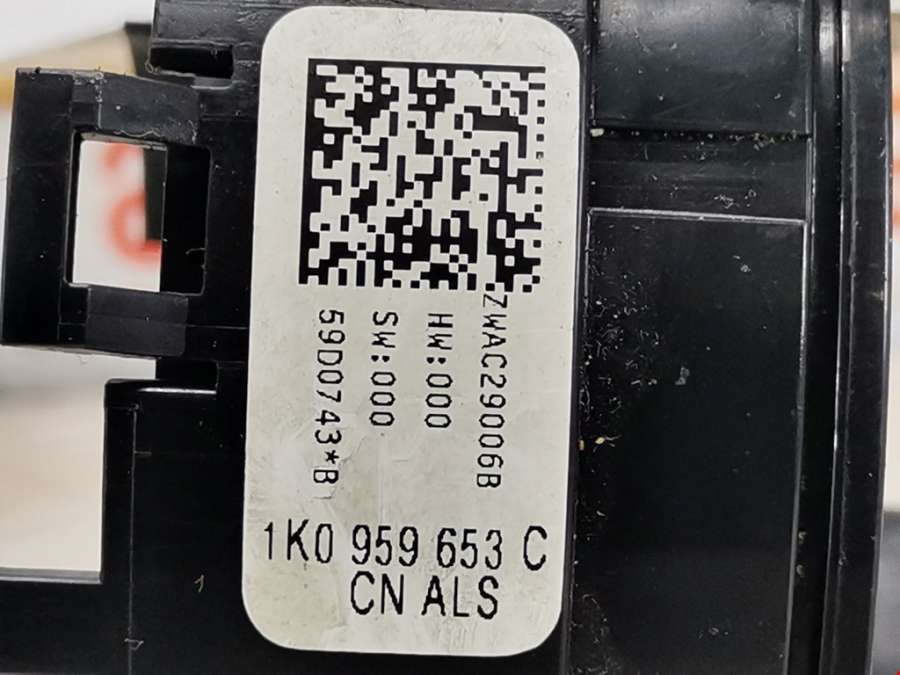 ZWAC29006B
HW:000
SW:000
59D0743*B
1K0 959 653 C
CN ALS